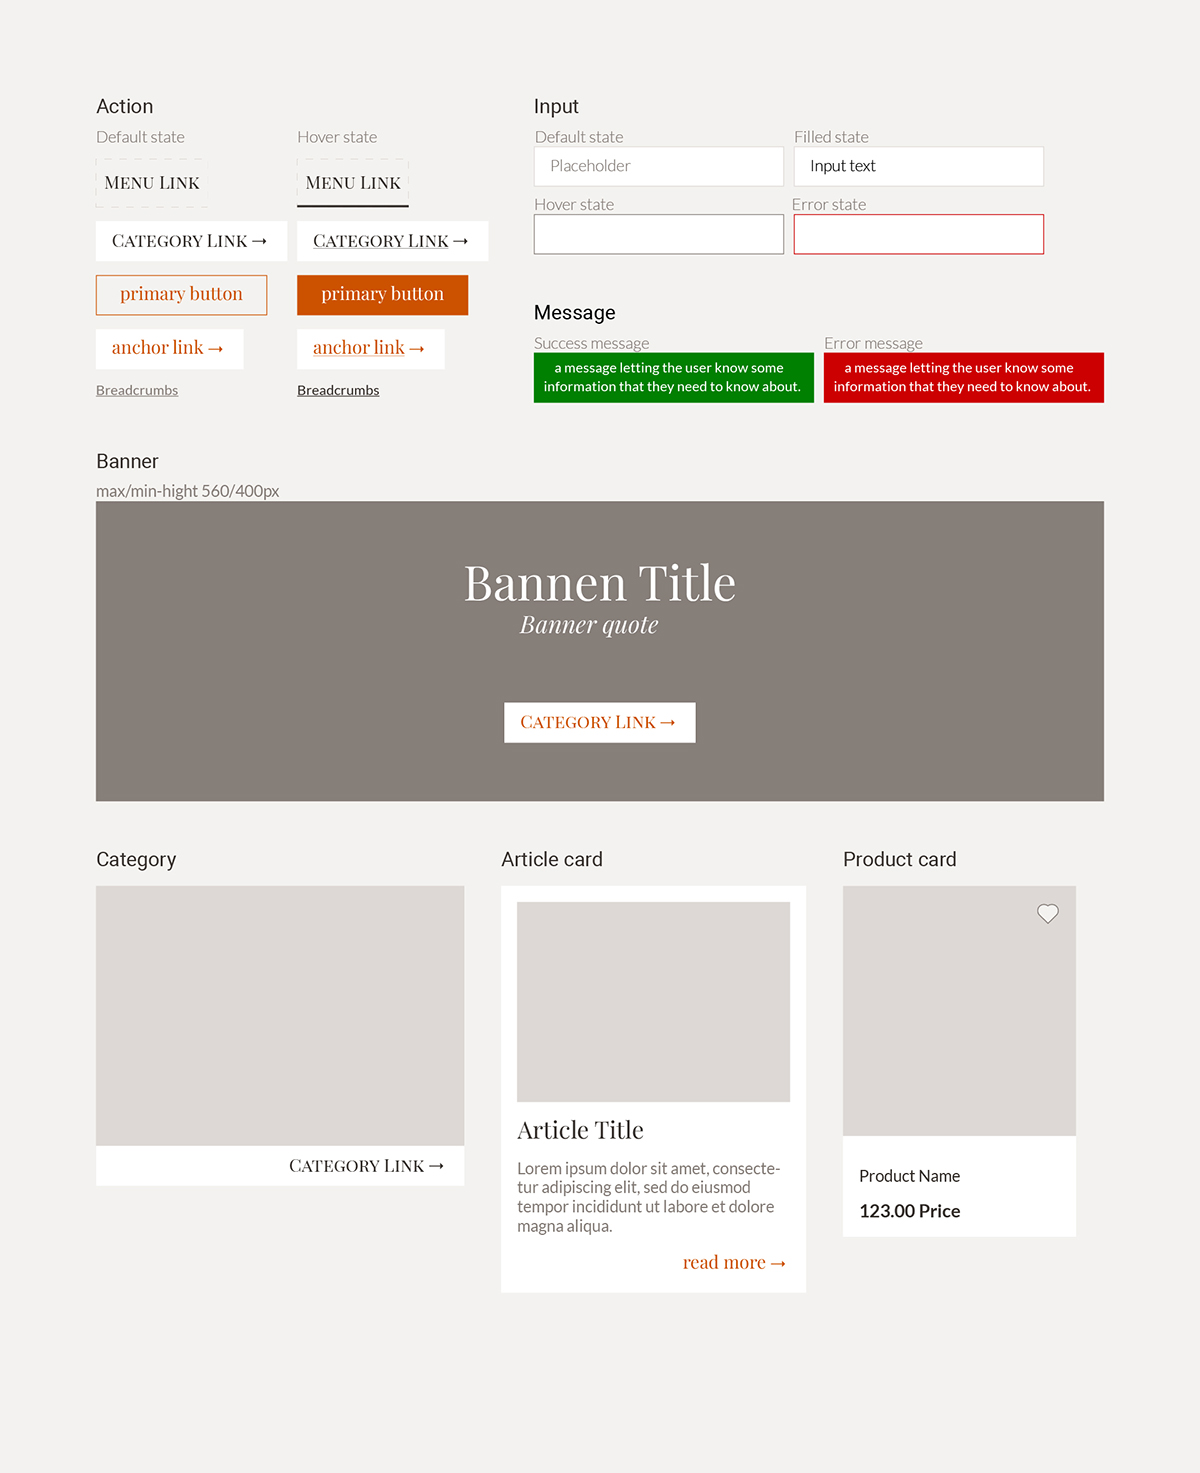 Action
Default state
Hover state
MENU LINK
MENU LINK
CATEGORY LINK →
CATEGORY LINK →
primary button
primary button
anchor link →
anchor link →
Breadcrumbs
Breadcrumbs
Input
Default state
Filled state
Placeholder
Input text
Hover state
Error state
Message
Success message
a message letting the user know some
information that they need to know about.
Error message
a message letting the user know some
information that they need to know about.
Banner
max/min-hight 560/400px
Bannen Title
Banner quote
CATEGORY LINK →
Category
CATEGORY LINK →
Article card
Article Title
Lorem ipsum dolor sit amet, consecte-
tur adipiscing elit, sed do eiusmod
tempor incididunt ut labore et dolore
magna aliqua.
read more →
Product card
Product Name
123.00 Price